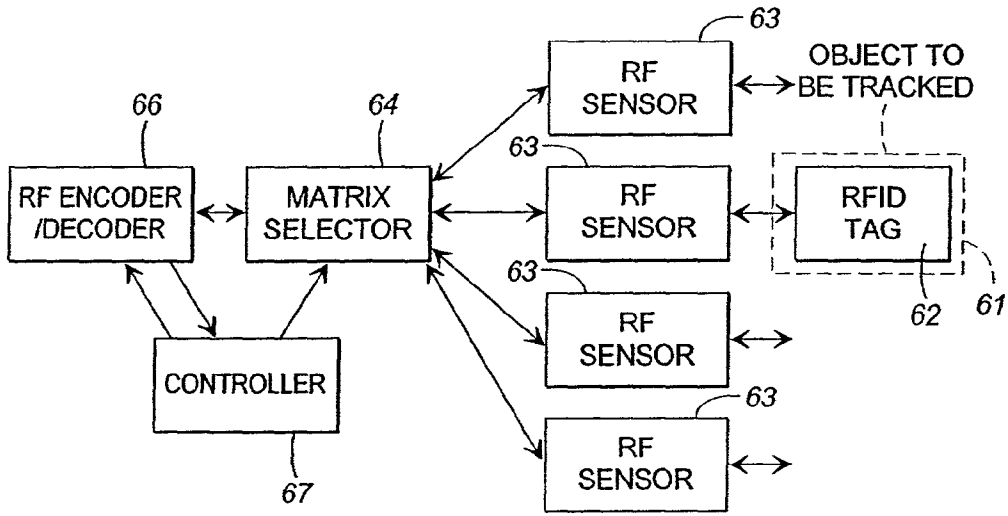 63
RF
SENSOR
OBJECT TO
BE TRACKED
66
64
63
RF ENCODER
/DECODER
MATRIX
SELECTOR
RF
SENSOR
RFID
TAG
62
61
63
RF
SENSOR
CONTROLLER
67
63
RF
SENSOR